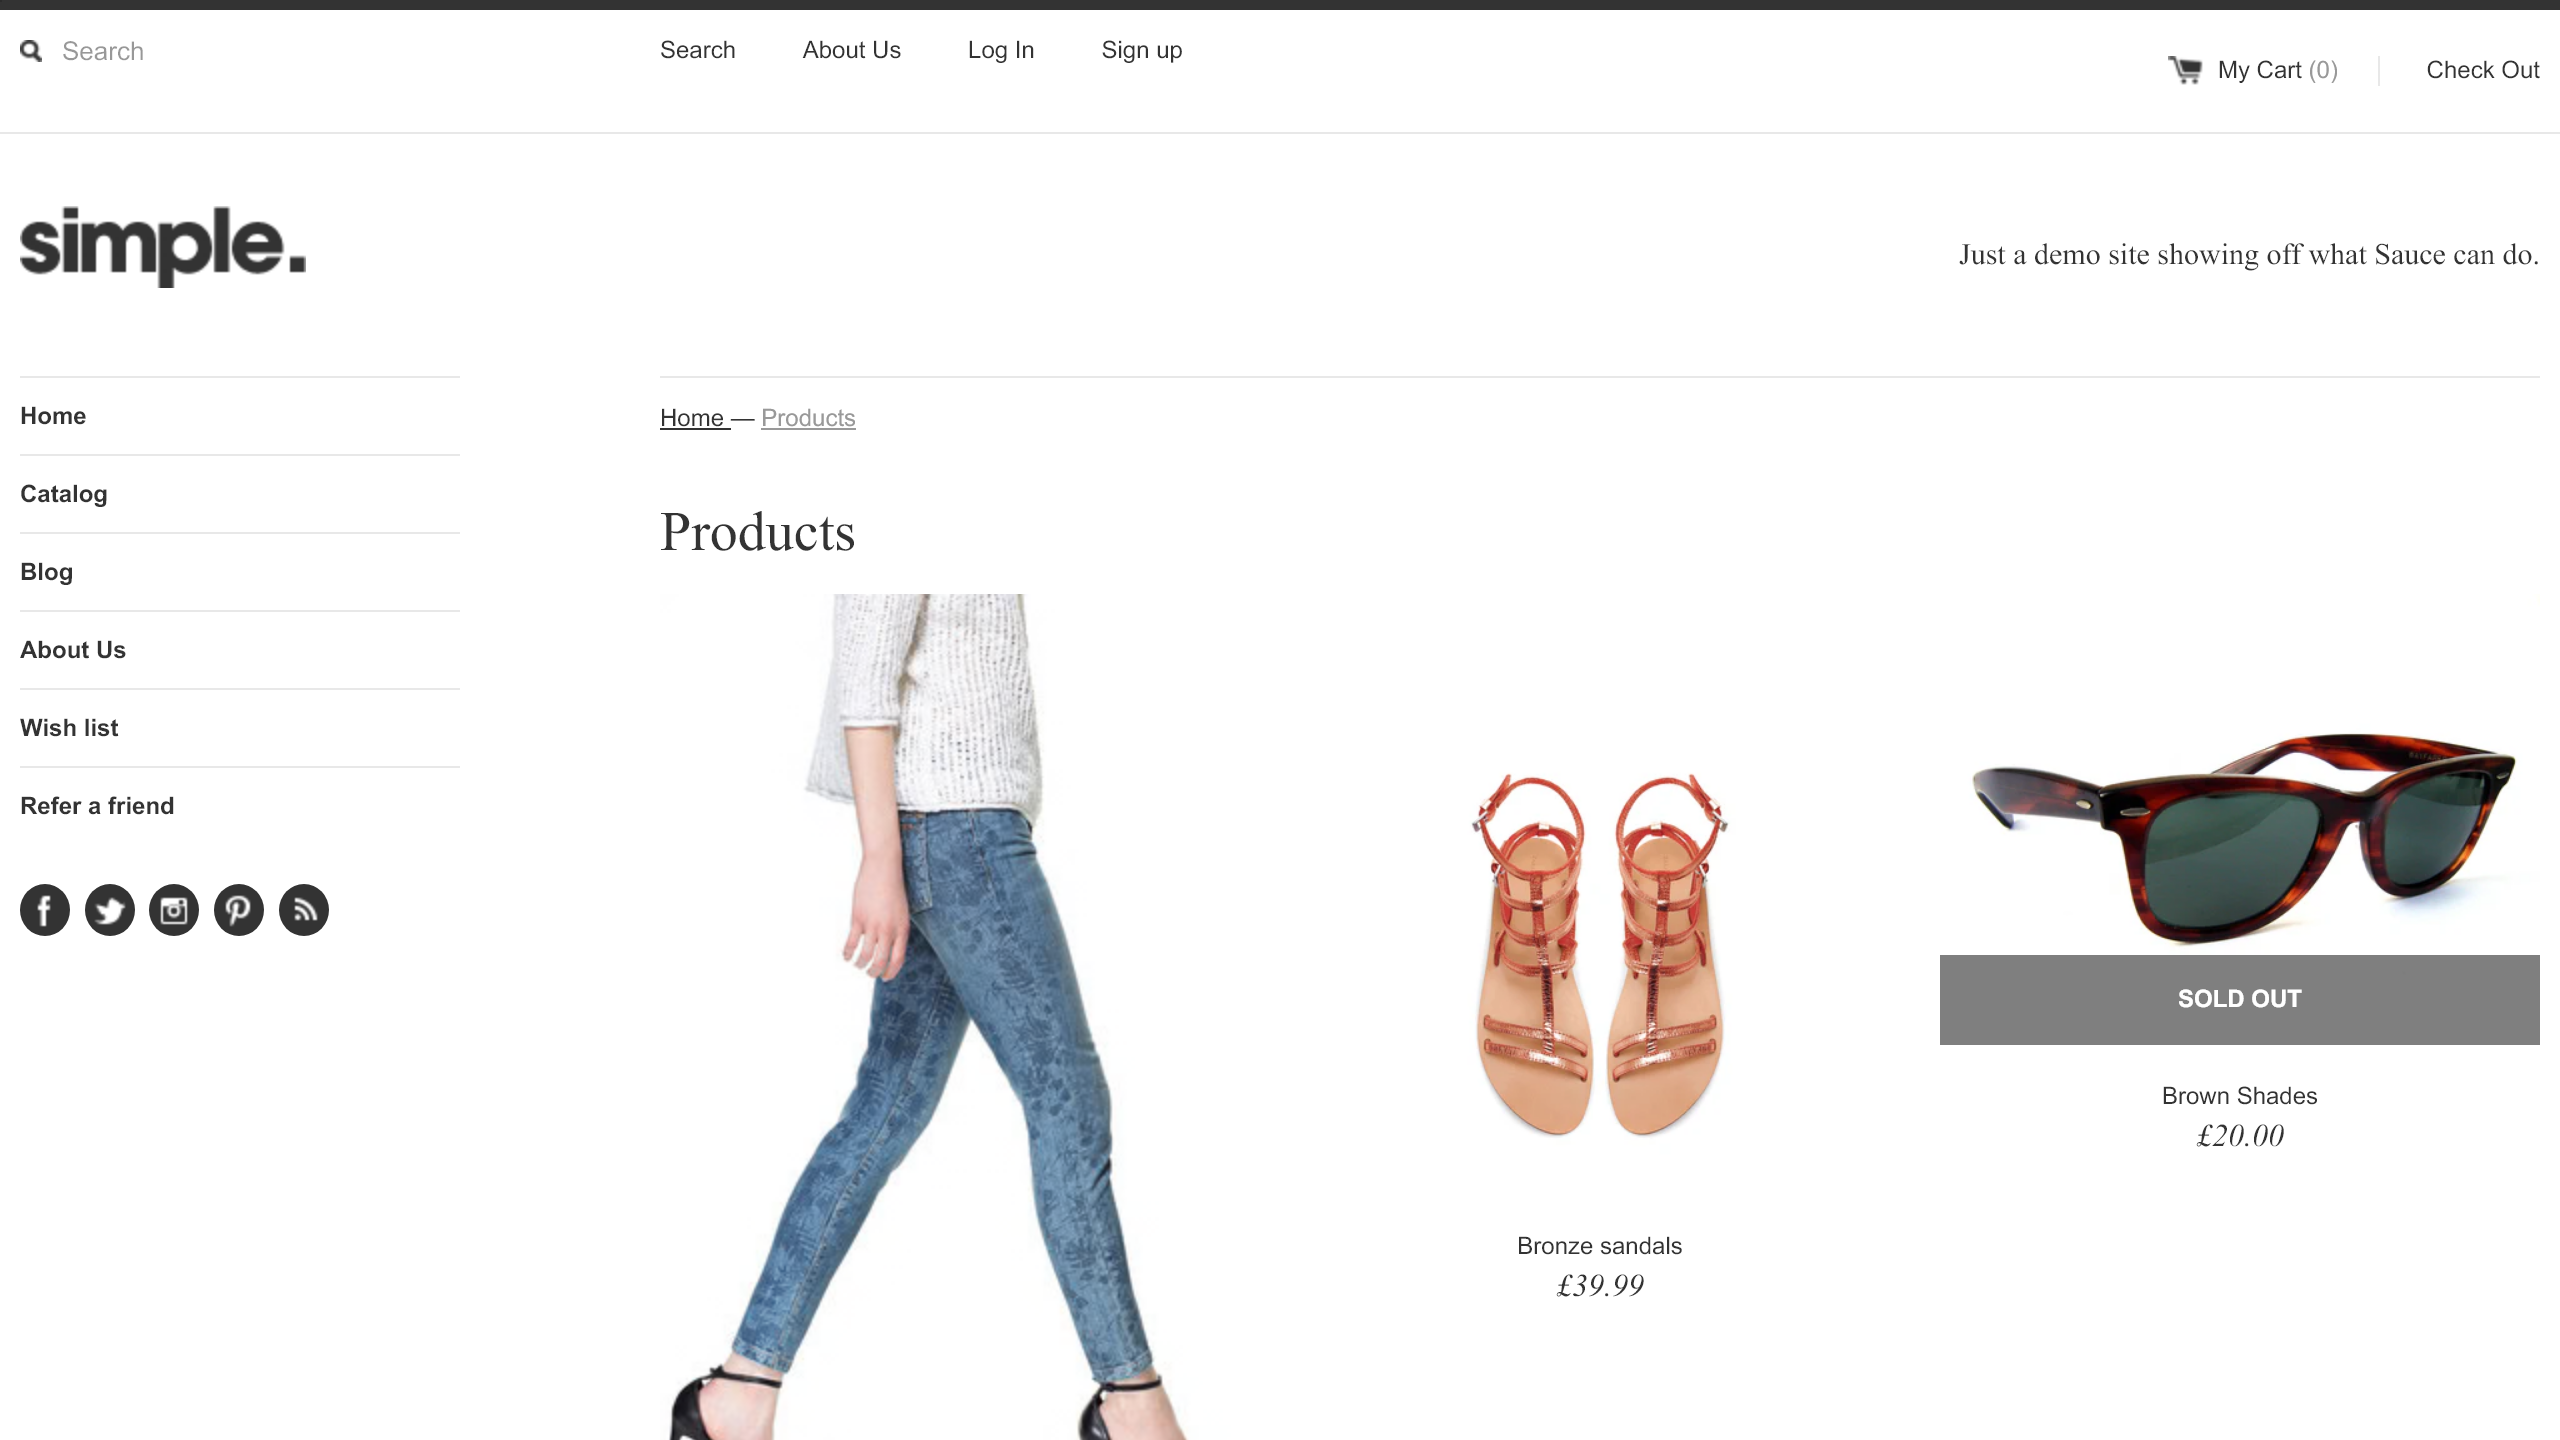 Search
Search About Us Log In Sign up
My Cart (0) Check Out
simple.
Just a demo site showing off what Sauce can do.
Home
Catalog
Blog
About Us
Wish list
Refer a friend
Home — Products
Products
SOLD OUT
Brown Shades
£20.00
Bronze sandals
£39.99